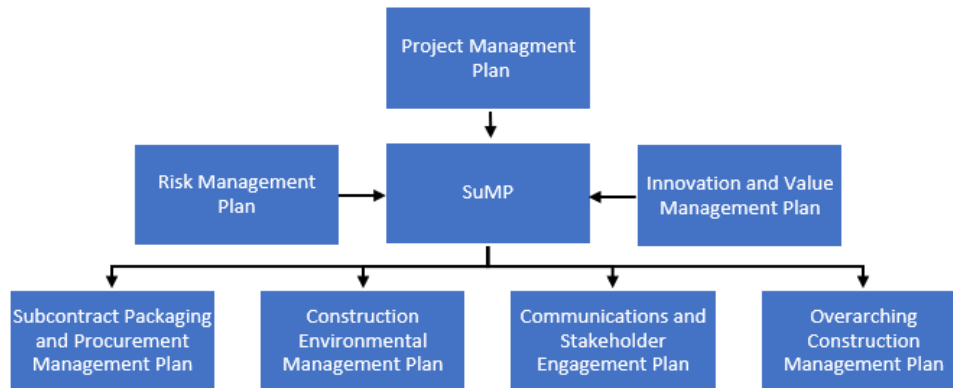 Project Managment
Plan
Risk Management
Plan
SuMP
Innovation and Value
Management Plan
Subcontract Packaging
and Procurement
Management Plan
Construction
Environmental
Management Plan
Communications and
Stakeholder
Engagement Plan
Overarching
Construction
Management Plan